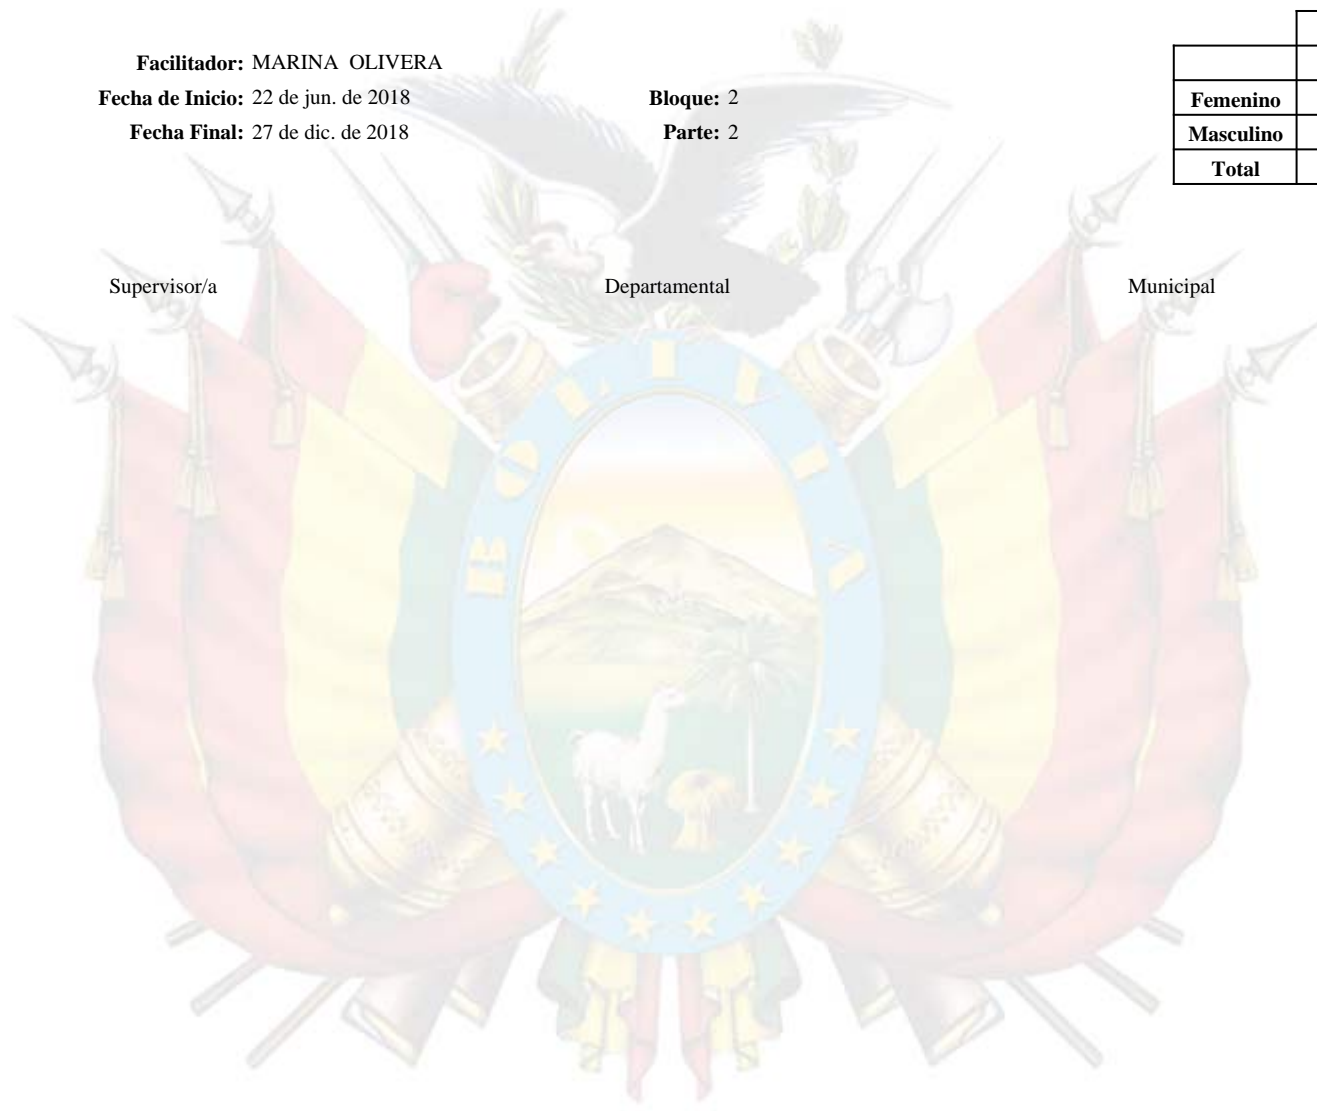 Facilitador: MARINA OLIVERA
Fecha de Inicio: 22 de jun. de 2018 Bloque: 2
Fecha Final: 27 de dic. de 2018 Parte: 2
Femenino
Masculino
Total
Supervisor/a Departamental Municipal
BOLIVIA